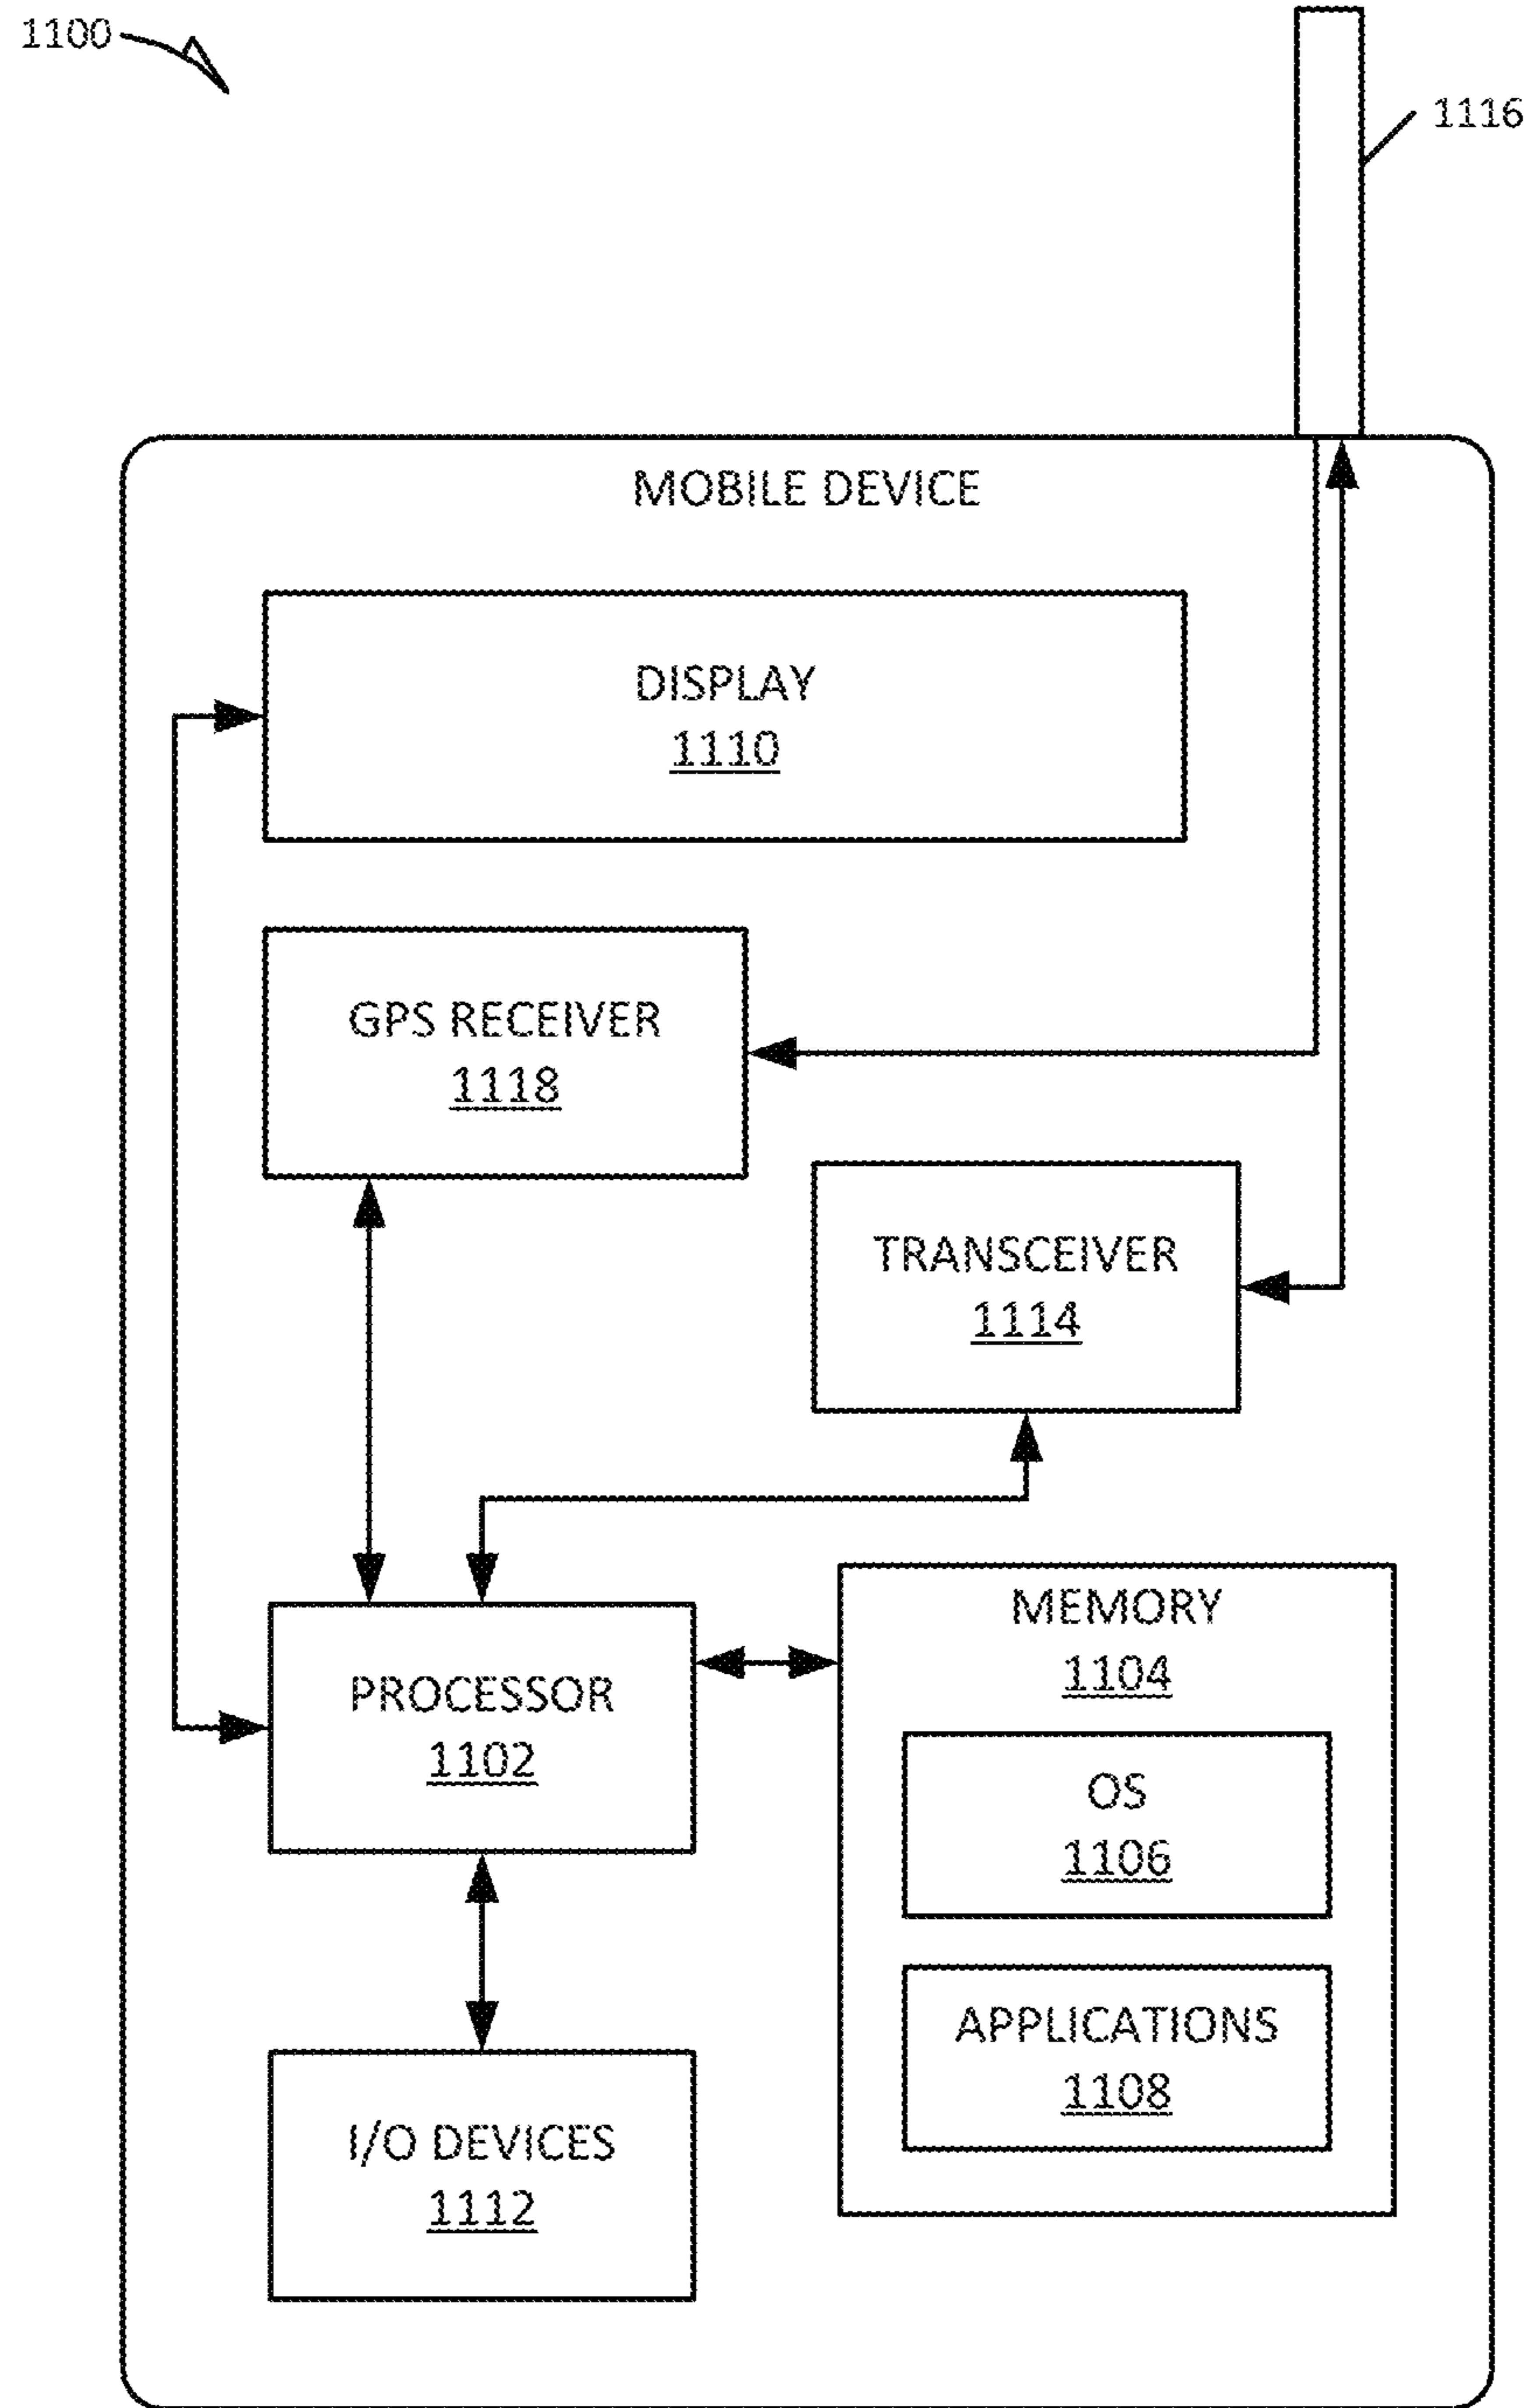 1100
1116
MOBILE DEVICE
DISPLAY
1110
GPS RECEIVER
1118
TRANSCEIVER
1114
MEMORY
1104
PROCESSOR
1102
OS
1106
APPLICATIONS
1108
I/O DEVICES
1112